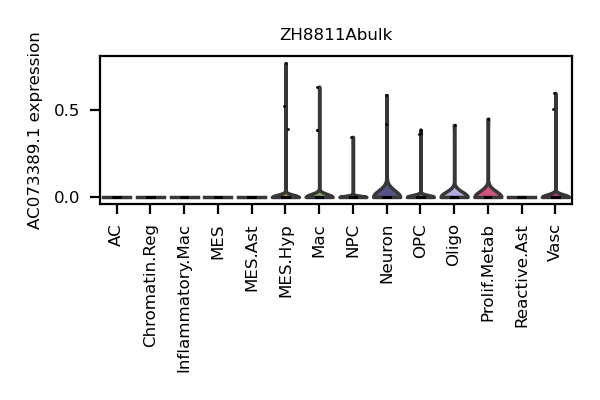 ZH8811Abulk
AC073389.1 expression
0.5
0.0
AC
Chromatin.Reg
Inflammatory.Mac
MES
MES.Ast
MES.Hyp
Mac
NPC
Neuron
OPC
Oligo
Prolif.Metab
Reactive.Ast
Vasc